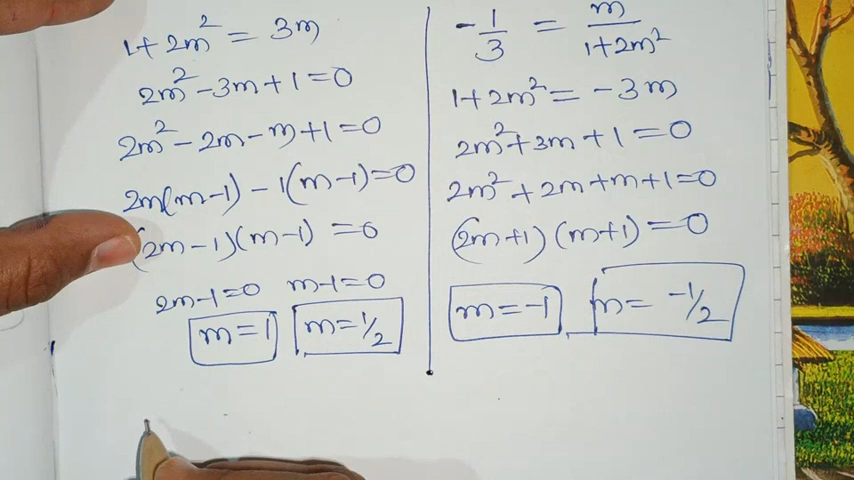 1+2m² = 3m
2m²-3m+1=0
2m²-2m-m+1=0
2m(m-1)-1(m-1)=0
(2m-1)(m-1)=0
2m-1=0 m-1=0
m=1 m=1/2
-1/3 = m/1+2m²
1+2m²=-3m
2m²+3m+1=0
2m²+2m+m+1=0
(2m+1)(m+1)=0
m=-1 m=-1/2